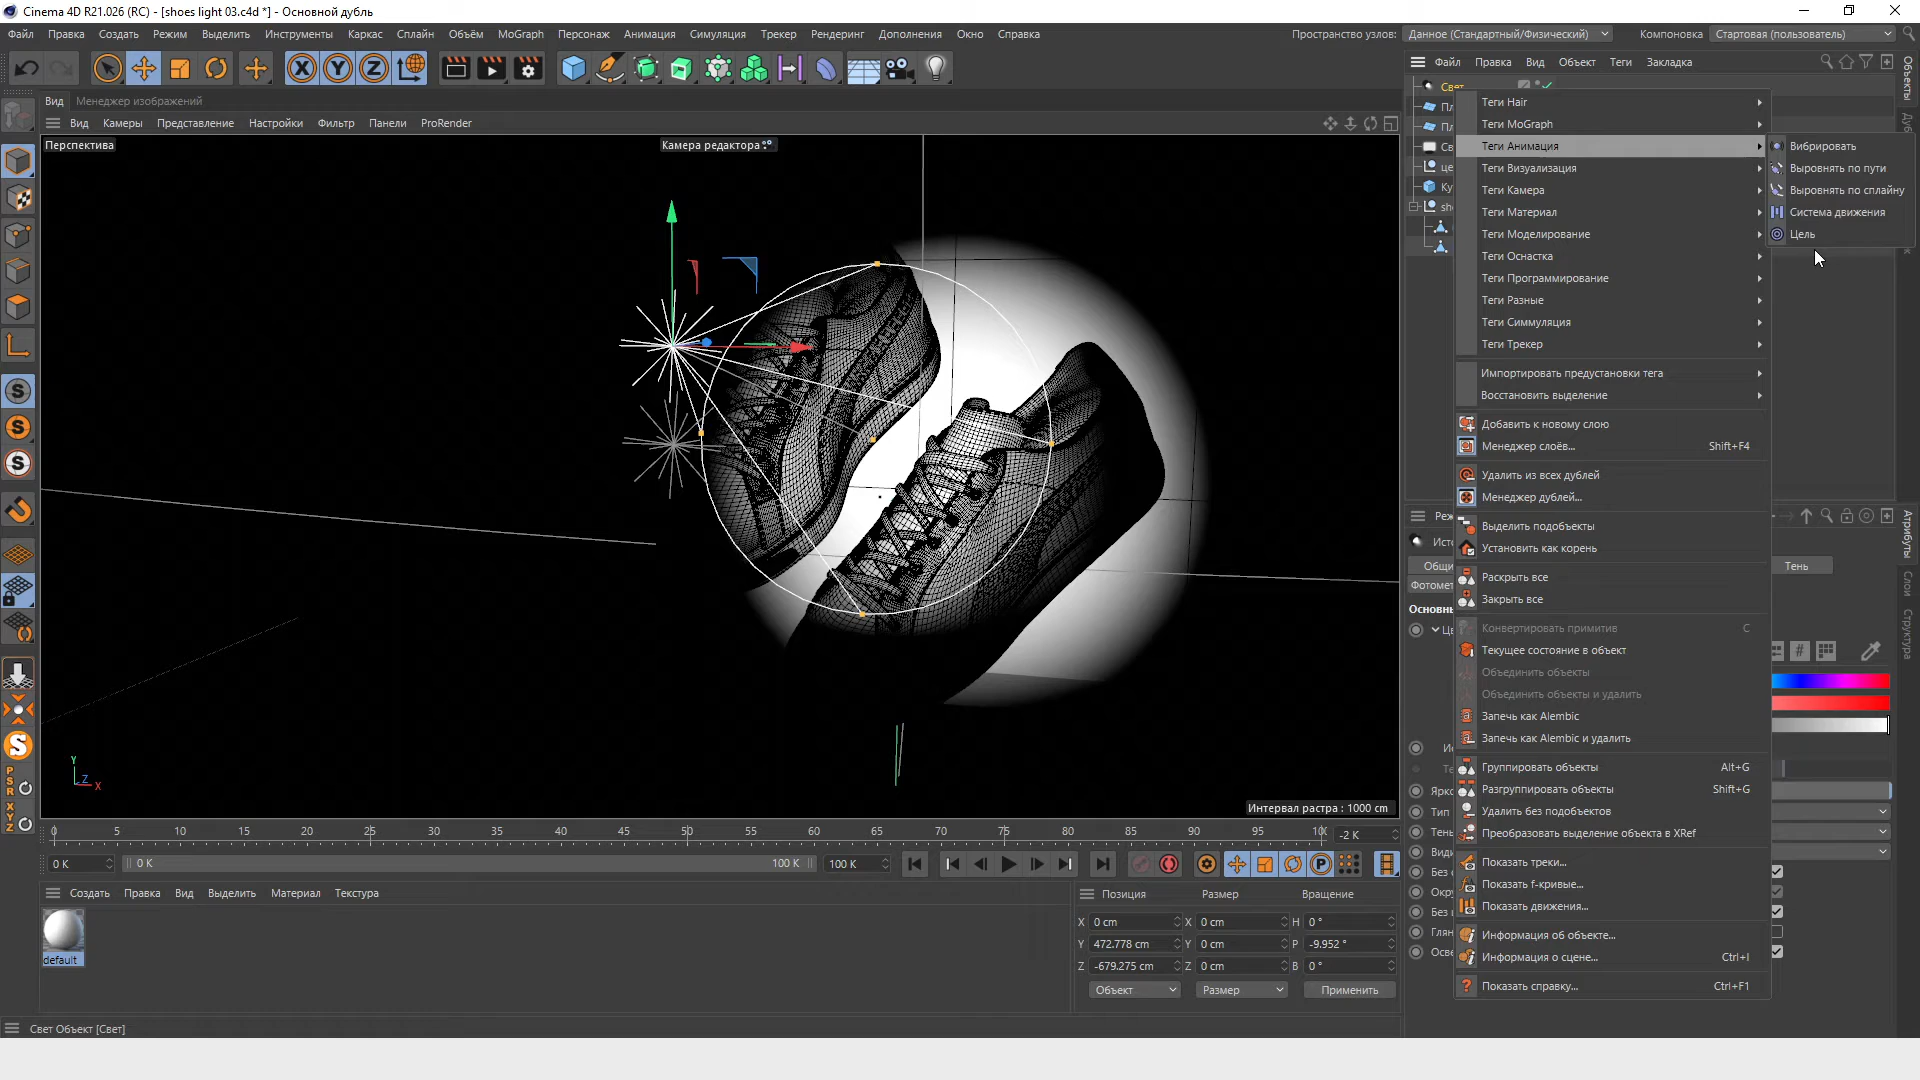 Cinema 4D R21.026 (RC) - [shoes light 03.c4d *] - Основной дубль
Файл Правка Создать Режим Выделить Инструменты Каркас Сплайн Объём MoGraph Персонаж Анимация Симуляция Трекер Рендеринг Дополнения Окно Справка
Пространство узлов: Данное (Стандартный/Физический) Компоновка Стартовая (пользователь)
Файл Правка Вид Объект Теги Закладка
Вид Менеджер изображений
Вид Камеры Представление Настройки Фильтр Панели ProRender
Перспектива
Камера редактора
Интервал растра : 1000 cm
Y
Z
X
Свет
Объекты
Теги Hair
Теги MoGraph
Теги Анимация
Теги Визуализация
Теги Камера
Теги Материал
Теги Моделирование
Теги Оснастка
Теги Программирование
Теги Разные
Теги Симмуляция
Теги Трекер
Импортировать предустановки тега
Восстановить выделение
Добавить к новому слою
Менеджер слоёв... Shift+F4
Удалить из всех дублей
Менеджер дублей...
Выделить подобъекты
Установить как корень
Раскрыть все
Закрыть все
Конвертировать примитив C
Текущее состояние в объект
Объединить объекты
Объединить объекты и удалить
Запечь как Alembic
Запечь как Alembic и удалить
Группировать объекты Alt+G
Разгруппировать объекты Shift+G
Удалить без подобъектов
Преобразовать выделение объекта в XRef
Показать треки...
Показать f-кривые...
Показать движения...
Информация об объекте...
Информация о сцене... Ctrl+I
Показать справку... Ctrl+F1
Вибрировать
Выровнять по пути
Выровнять по сплайну
Система движения
Цель
Атрибуты
Слои
Структура
Тень
0 5 10 15 20 25 30 35 40 45 50 55 60 65 70 75 80 85 90 95 -2 K
0 K 0 K 100 K 100 K
Создать Правка Вид Выделить Материал Текстура
default
Позиция Размер Вращение
X 0 cm X 0 cm H 0 °
Y 472.778 cm Y 0 cm P -9.952 °
Z -679.275 cm Z 0 cm B 0 °
Объект Размер Применить
Свет Объект [Свет]